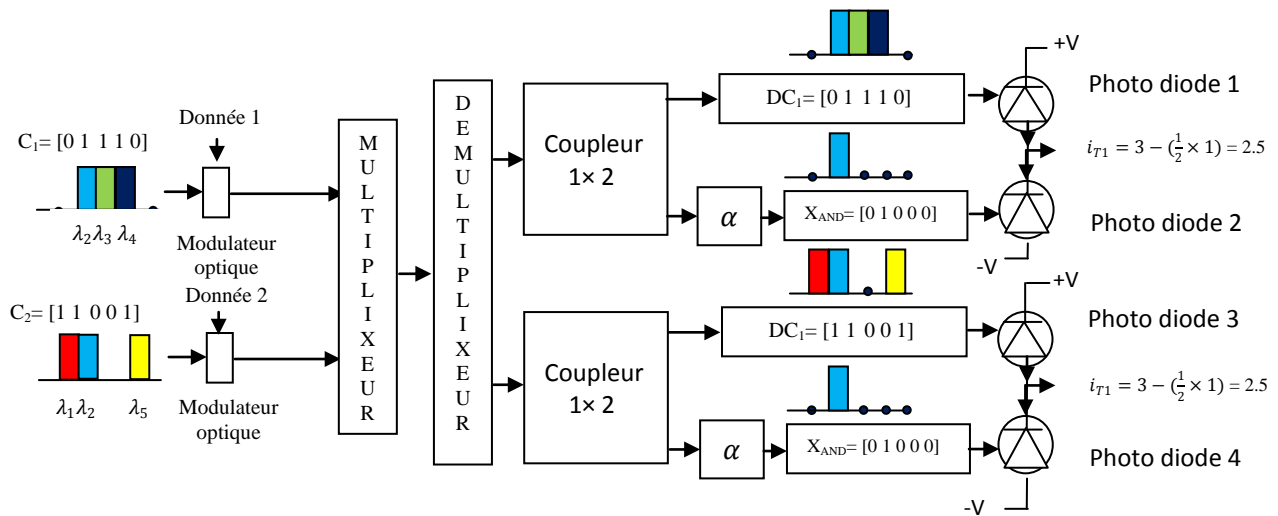 Donnée 1
C₁= [0 1 1 1 0]
λ₂λ₃ λ₄
Modulateur
optique
Donnée 2
C₂= [1 1 0 0 1]
λ₁λ₂ λ₅
Modulateur
optique
MULTIPLIXEUR
DEMULTIPLIXEUR
Coupleur
1× 2
α
DC₁= [0 1 1 1 0]
X_AND= [0 1 0 0 0]
+V
Photo diode 1
i_T1 = 3 − (1/2 × 1) = 2.5
Photo diode 2
-V
Coupleur
1× 2
α
DC₁= [1 1 0 0 1]
X_AND= [0 1 0 0 0]
+V
Photo diode 3
i_T1 = 3 − (1/2 × 1) = 2.5
Photo diode 4
-V